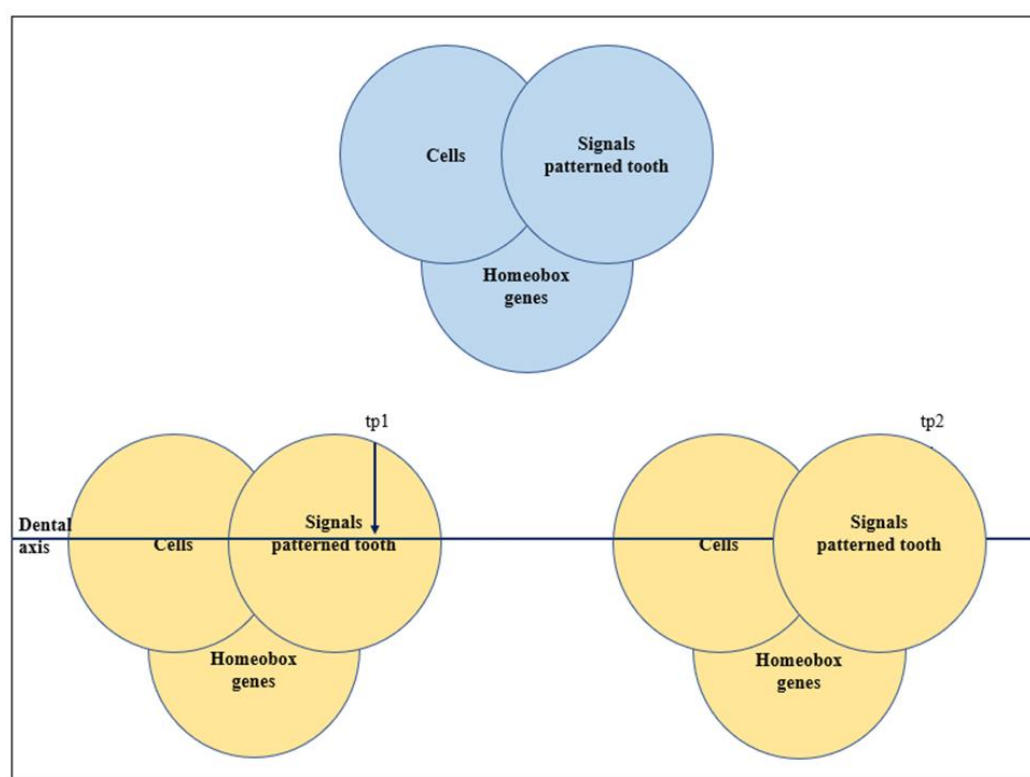 Cells
Signals
patterned tooth
Homeobox
genes
tp1
tp2
Dental
axis
Cells
Signals
patterned tooth
Homeobox
genes
Cells
Signals
patterned tooth
Homeobox
genes